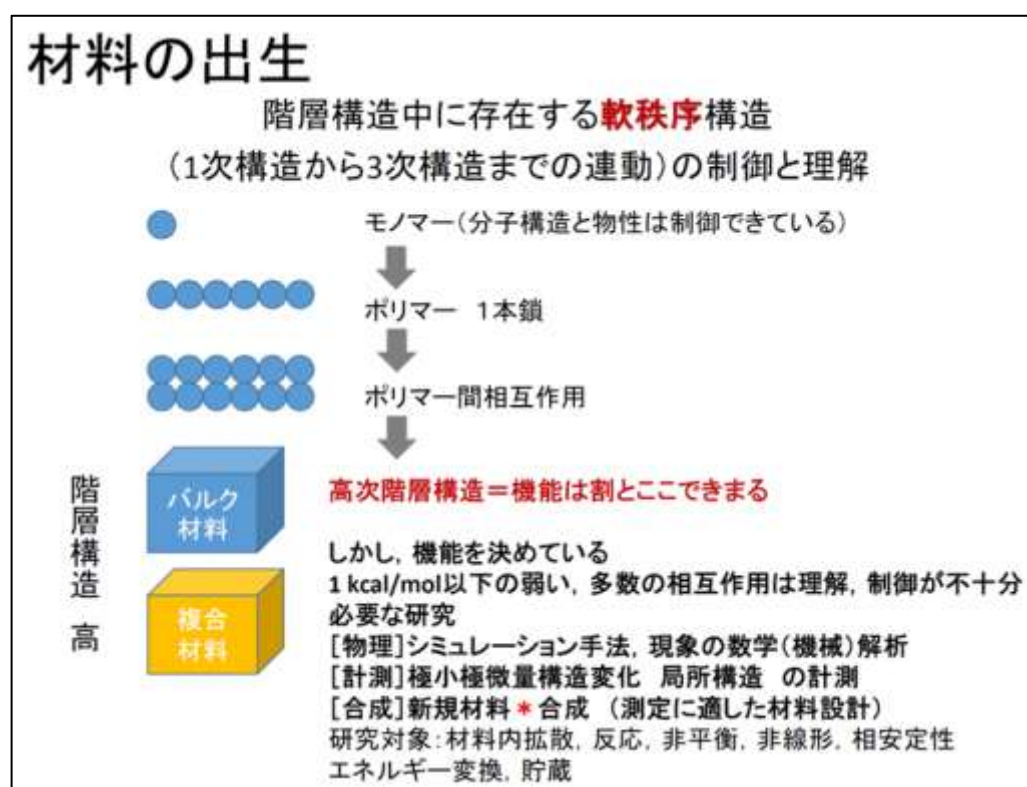 材料の出生
階層構造中に存在する軟秩序構造
（1次構造から3次構造までの連動）の制御と理解
モノマー（分子構造と物性は制御できている）
ポリマー 1本鎖
ポリマー間相互作用
階層構造 高
バルク
材料
高次階層構造＝機能は割とここできまる
複合
材料
しかし, 機能を決めている
1 kcal/mol以下の弱い, 多数の相互作用は理解, 制御が不十分
必要な研究
[物理]シミュレーション手法, 現象の数学（機械）解析
[計測]極小極微量構造変化 局所構造 の計測
[合成]新規材料＊合成 （測定に適した材料設計）
研究対象：材料内拡散, 反応, 非平衡, 非線形, 相安定性
エネルギー変換, 貯蔵